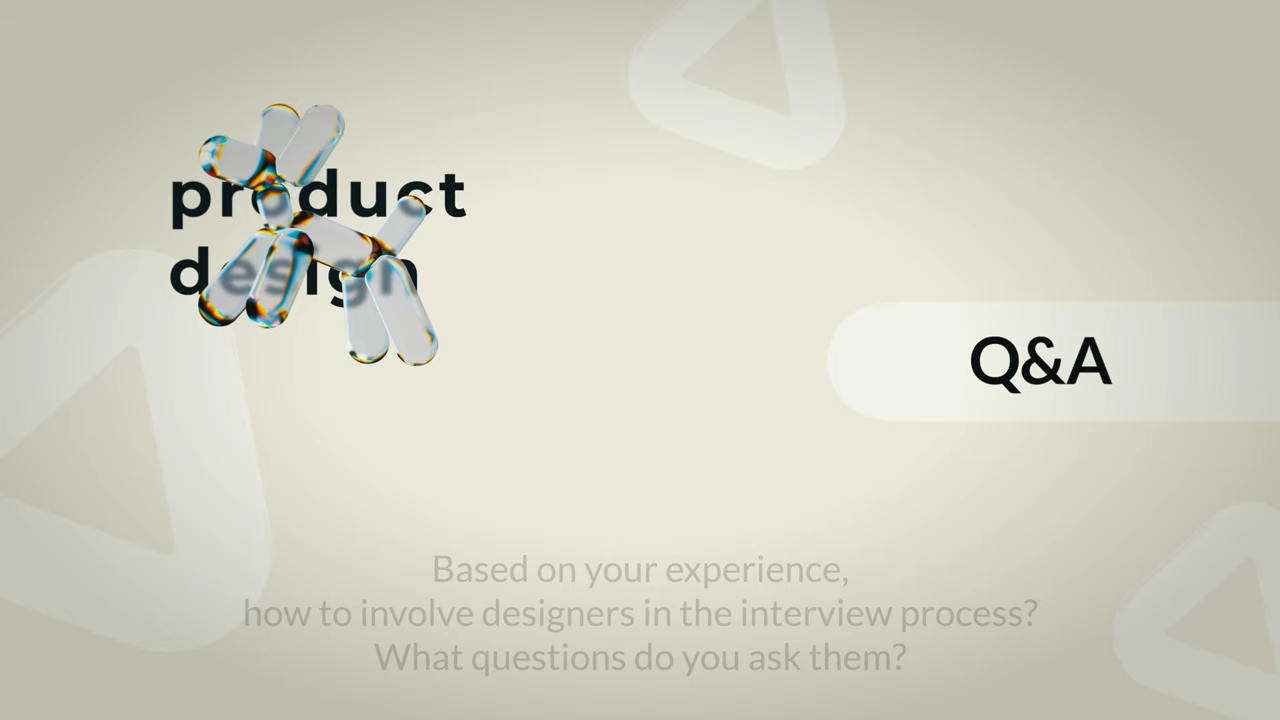 product
design
Q&A
Based on your experience,
how to involve designers in the interview process?
What questions do you ask them?